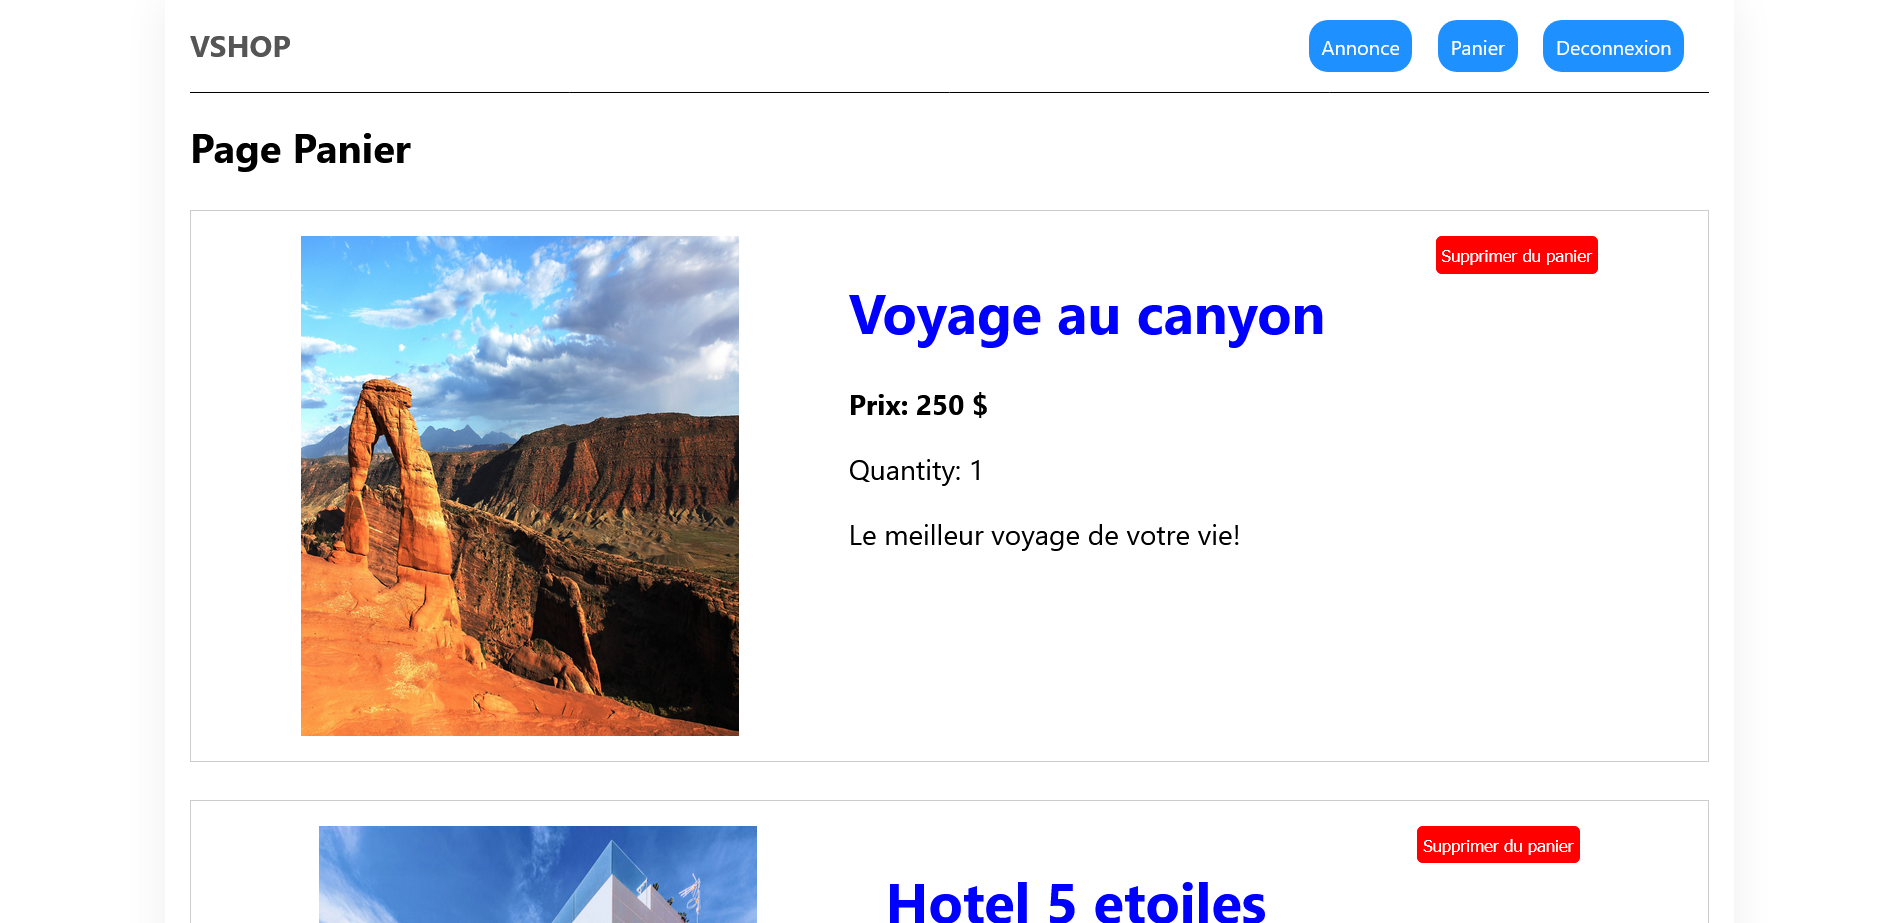 VSHOP
Annonce
Panier
Deconnexion
Page Panier
Supprimer du panier
Voyage au canyon
Prix: 250 $
Quantity: 1
Le meilleur voyage de votre vie!
Supprimer du panier
Hotel 5 etoiles